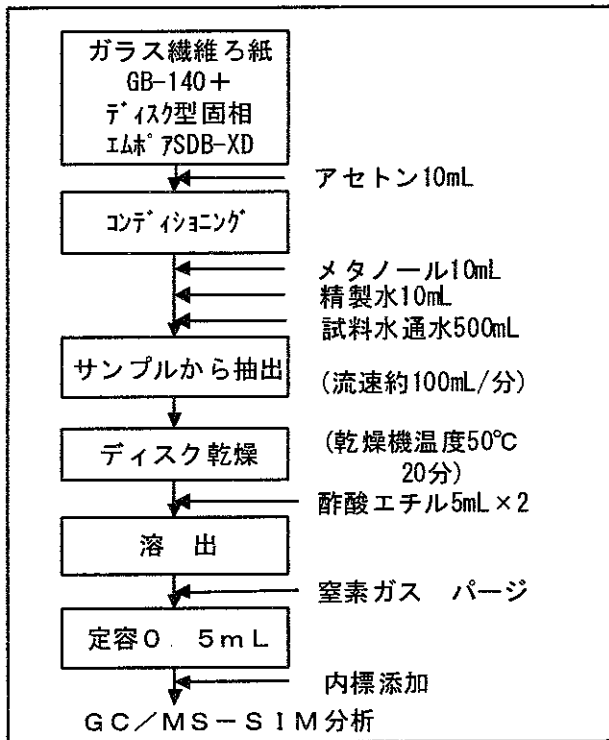 ガラス繊維ろ紙
GB-140＋
ﾃﾞｨｽｸ型固相
ｴﾑﾎﾟｱSDB-XD
アセトン10mL
ｺﾝﾃﾞｨｼｮﾆﾝｸﾞ
メタノール10mL
精製水10mL
試料水通水500mL
サンプルから抽出
(流速約100mL/分)
ディスク乾燥
(乾燥機温度50℃
20分)
酢酸エチル5mL×2
溶　出
窒素ガス　パージ
定容０．５ｍＬ
内標添加
ＧＣ／ＭＳ－ＳＩＭ分析